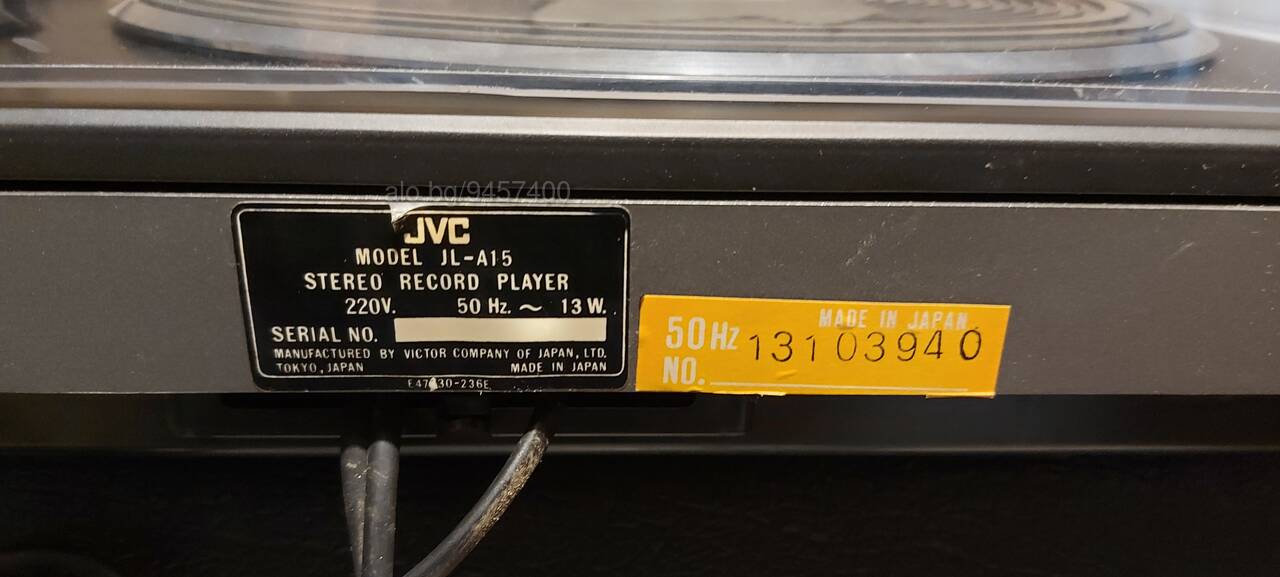 alo.bg/9457400
JVC
MODEL JL-A15
STEREO RECORD PLAYER
220V. 50 Hz. ~ 13 W.
SERIAL NO.
MANUFACTURED BY VICTOR COMPANY OF JAPAN, LTD.
TOKYO, JAPAN MADE IN JAPAN
MADE IN JAPAN
50Hz 13103940
NO.